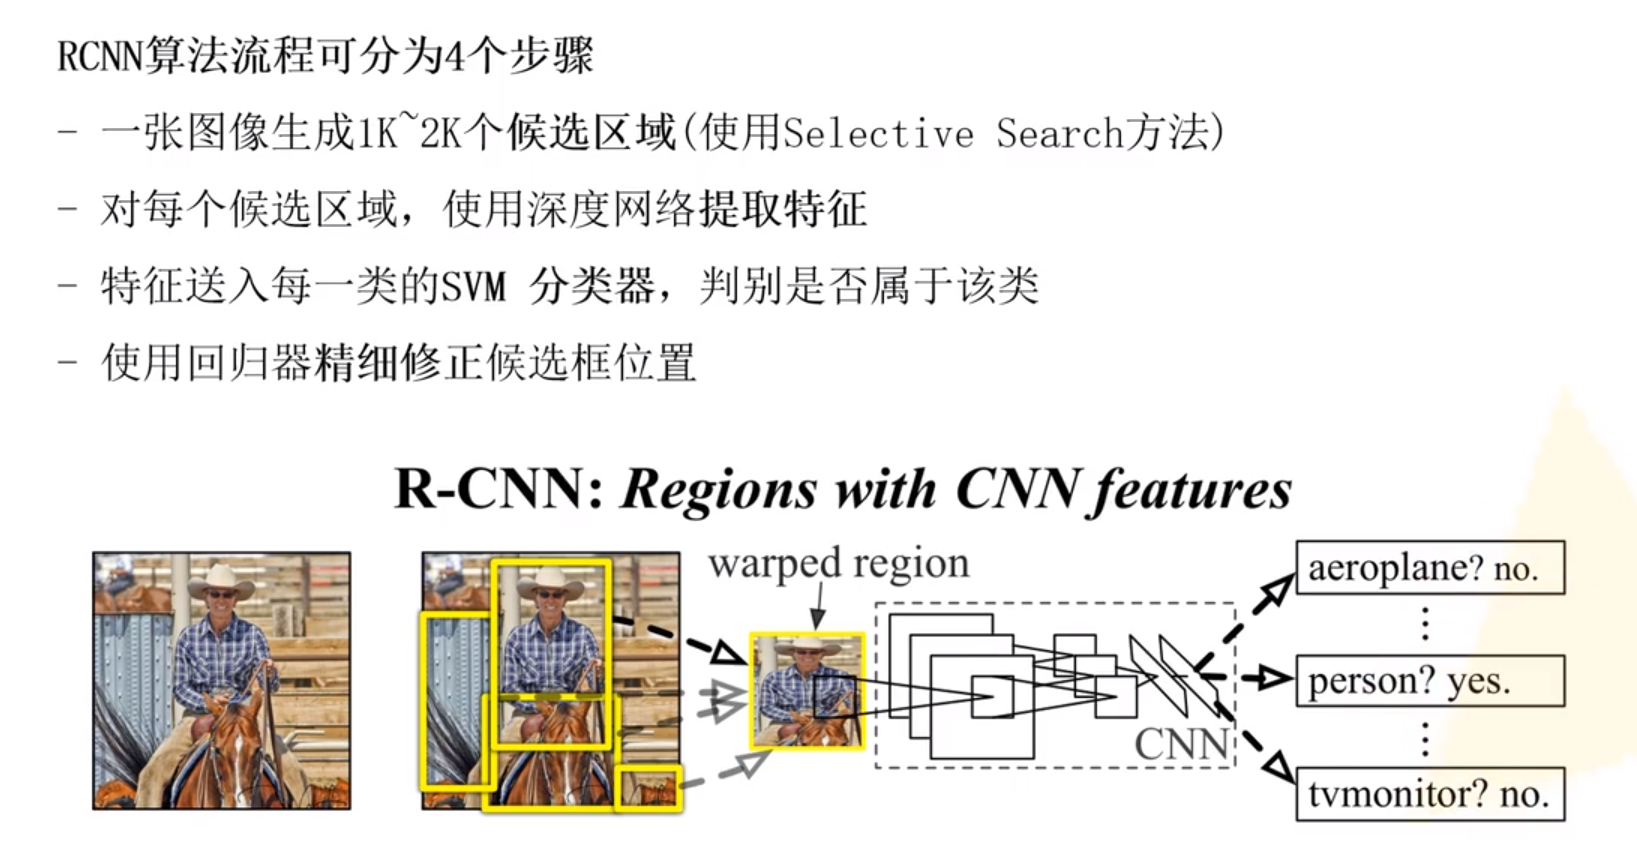 RCNN算法流程可分为4个步骤
- 一张图像生成1K~2K个候选区域(使用Selective Search方法)
- 对每个候选区域，使用深度网络提取特征
- 特征送入每一类的SVM 分类器，判别是否属于该类
- 使用回归器精细修正候选框位置
R-CNN: Regions with CNN features
warped region
aeroplane? no.
⋮
person? yes.
⋮
CNN
tvmonitor? no.